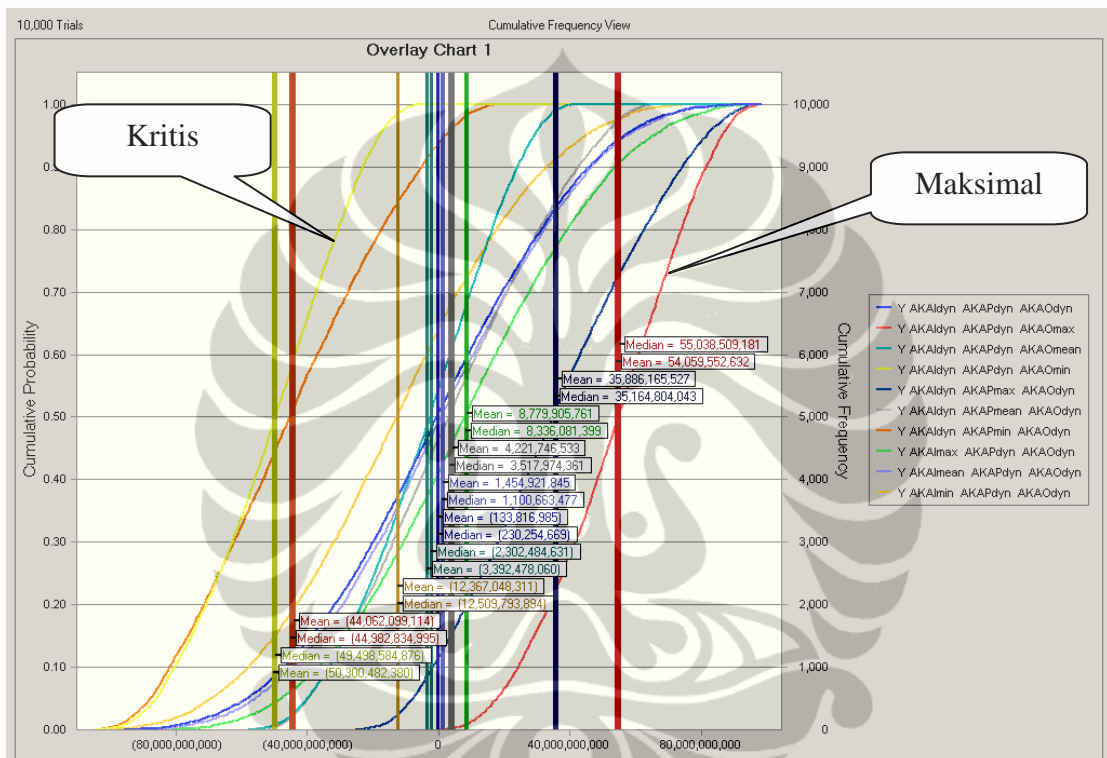 10,000 Trials
Cumulative Frequency View
Overlay Chart 1
Kritis
Maksimal
Cumulative Probability
1.00
0.90
0.80
0.70
0.60
0.50
0.40
0.30
0.20
0.10
0.00
10,000
9,000
7,000
6,000
5,000
4,000
3,000
2,000
1,000
0
Cumulative Frequency
Median = 55,038,509,181
Mean = 54,059,552,632
Mean = 35,886,165,527
Median = 35,164,804,043
Mean = 8,779,905,761
Median = 8,336,081,399
Mean = 4,221,746,533
Median = 3,517,974,361
Mean = 1,454,921,845
Median = 1,100,663,477
Mean = (133,816,985)
Median = (230,254,669)
Median = (2,302,484,631)
Mean = (3,392,478,060)
Mean = (12,367,048,311)
Median = (12,509,793,894)
Mean = (44,062,099,114)
Median = (44,982,834,995)
Median = (49,498,584,876)
Mean = (50,300,482,380)
(80,000,000,000)
(40,000,000,000)
0
40,000,000,000
80,000,000,000
Y AKAIdyn AKAPdyn AKAOdyn
Y AKAIdyn AKAPdyn AKAOmax
Y AKAIdyn AKAPdyn AKAOmean
Y AKAIdyn AKAPdyn AKAOmin
Y AKAIdyn AKAPmax AKAOdyn
Y AKAIdyn AKAPmean AKAOdyn
Y AKAIdyn AKAPmin AKAOdyn
Y AKAImax AKAPdyn AKAOdyn
Y AKAImean AKAPdyn AKAOdyn
Y AKAImin AKAPdyn AKAOdyn